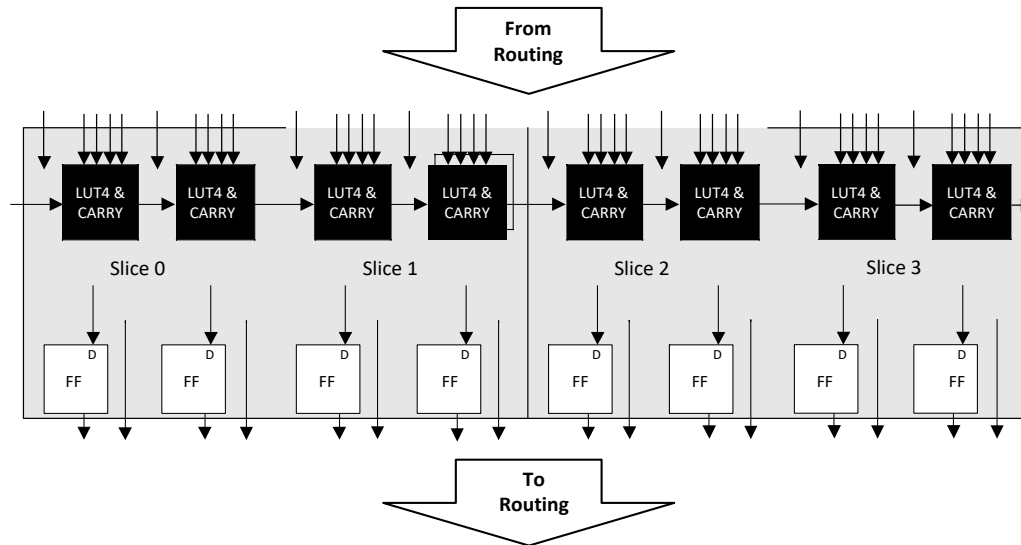 From
Routing
LUT4 &
CARRY
LUT4 &
CARRY
LUT4 &
CARRY
LUT4 &
CARRY
LUT4 &
CARRY
LUT4 &
CARRY
LUT4 &
CARRY
LUT4 &
CARRY
Slice 0
Slice 1
Slice 2
Slice 3
D
FF
D
FF
D
FF
D
FF
D
FF
D
FF
D
FF
D
FF
To
Routing